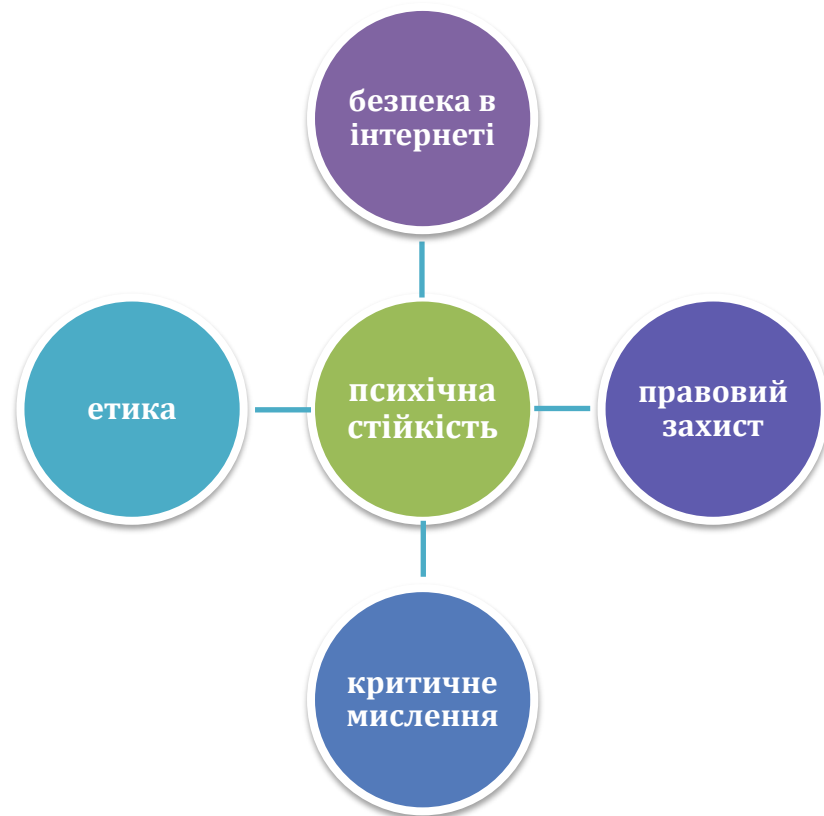 безпека в
інтернеті
етика
психічна
стійкість
правовий
захист
критичне
мислення